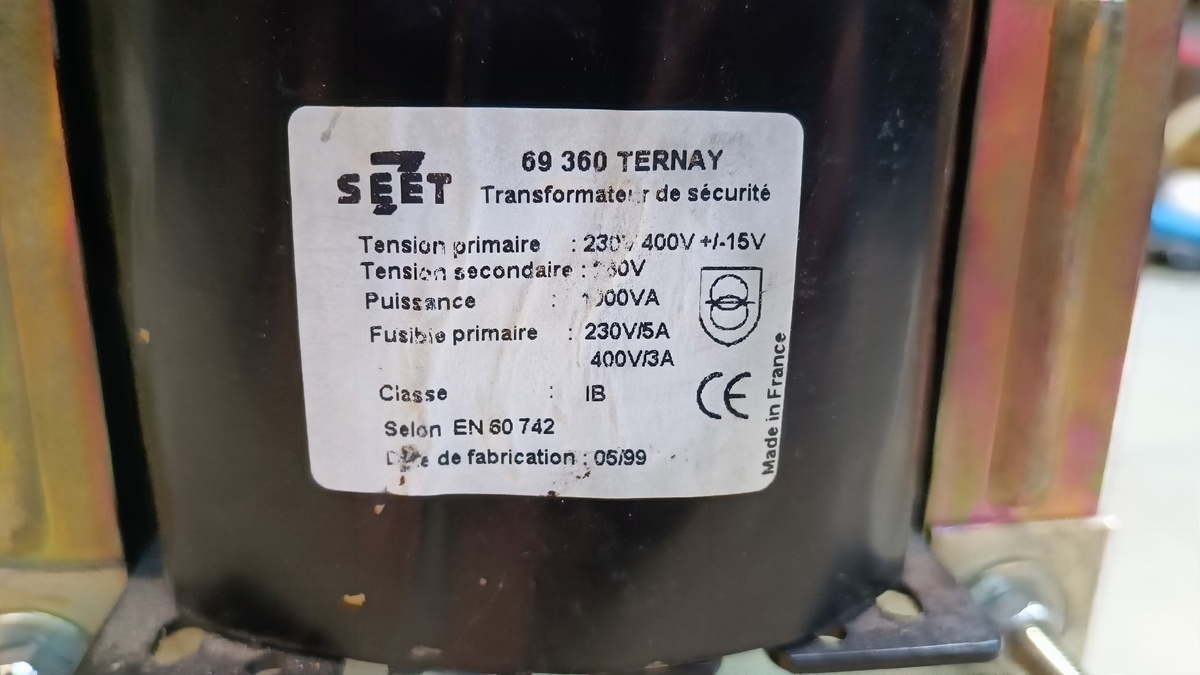 SEET
69 360 TERNAY
Transformateur de sécurité
Tension primaire : 230V 400V +/-15V
Tension secondaire :
Puissance :
Fusible primaire : 230V/5A
400V/3A
Classe : IB
Selon EN 60 742
Date de fabrication : 05/99
CE
Made in France